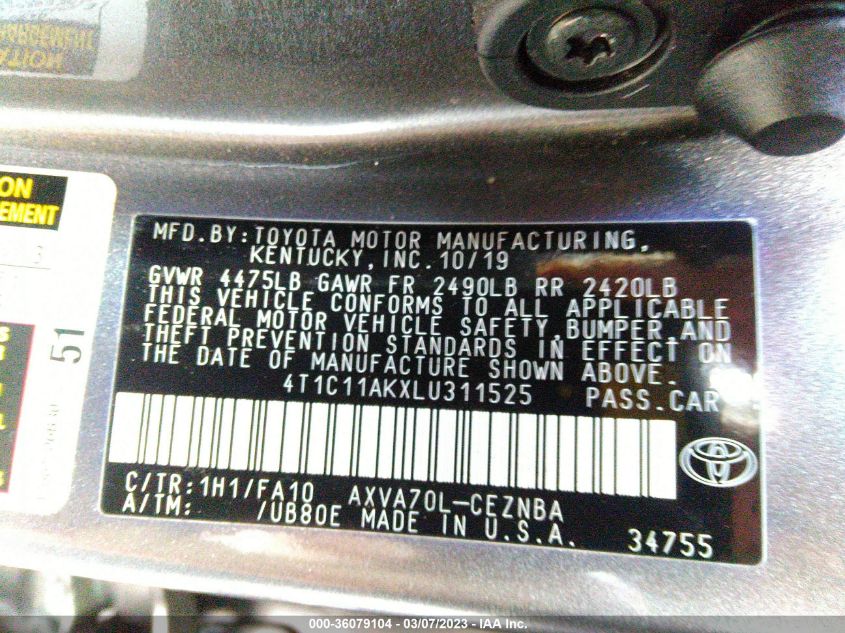 ON
EMENT
51
MFD.BY:TOYOTA MOTOR MANUFACTURING,
KENTUCKY,INC.10/19
GVWR 4475LB GAWR FR 2490LB RR 2420LB
THIS VEHICLE CONFORMS TO ALL APPLICABLE
FEDERAL MOTOR VEHICLE SAFETY,BUMPER,AND
THEFT PREVENTION STANDARDS IN EFFECT ON
THE DATE OF MANUFACTURE SHOWN ABOVE.
4T1C11AKXLU311525 PASS.CAR
C/TR:1H1/FA10 AXVA70L-CEZNBA
A/TM: /UB80E MADE IN U.S.A.
34755
000-36079104 - 03/07/2023 - IAA Inc.